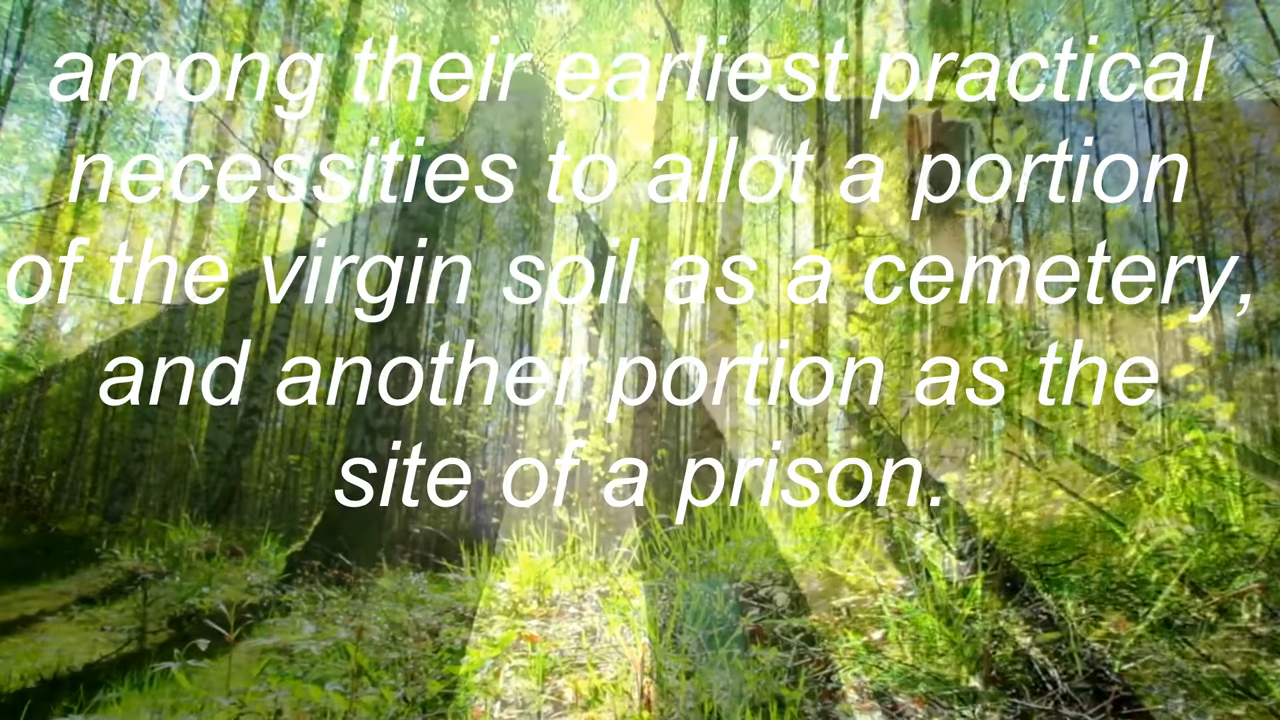 among their earliest practical
necessities to allot a portion
of the virgin soil as a cemetery,
and another portion as the
site of a prison.